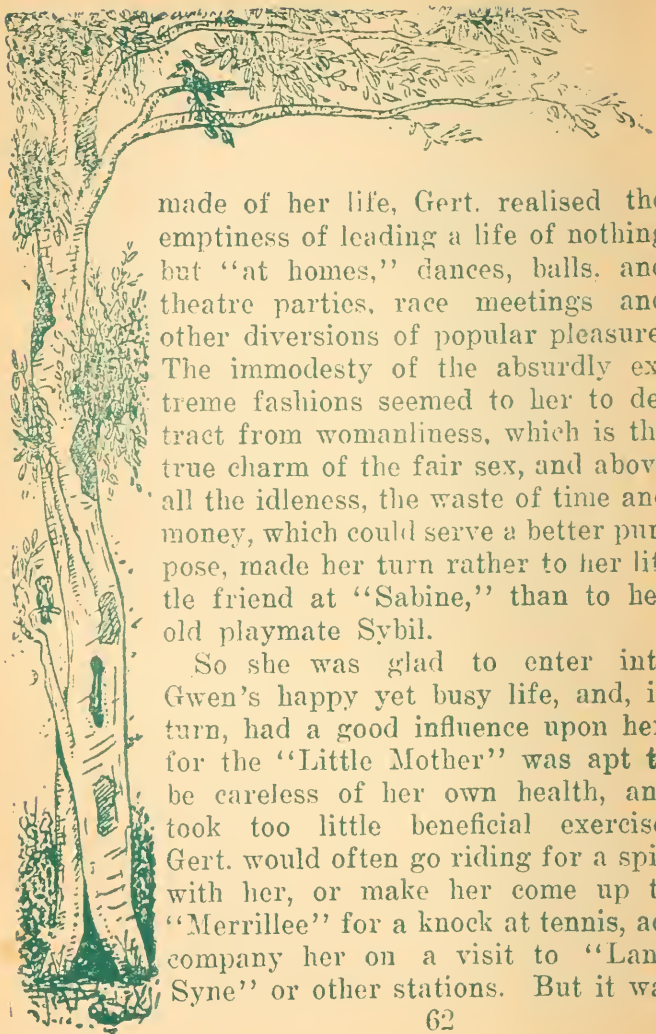 made of her life, Gert. realised the
emptiness of leading a life of nothing
but "at homes," dances, balls. and
theatre parties, race meetings and
other diversions of popular pleasure
The immodesty of the absurdly ex
treme fashions seemed to her to de
tract from womanliness, which is th
true charm of the fair sex, and abov
all the idleness, the waste of time and
money, which could serve a better pur
pose, made her turn rather to her lit
tle friend at "Sabine," than to he
old playmate Sybil.
So she was glad to enter int
Gwen's happy yet busy life, and, i
turn, had a good influence upon her
for the "Little Mother" was apt t
be careless of her own health, an
took too little beneficial exercise
Gert. would often go riding for a spi
with her, or make her come up t
"Merrillee" for a knock at tennis, ac
company her on a visit to "Lan
Syne" or other stations. But it wa
62